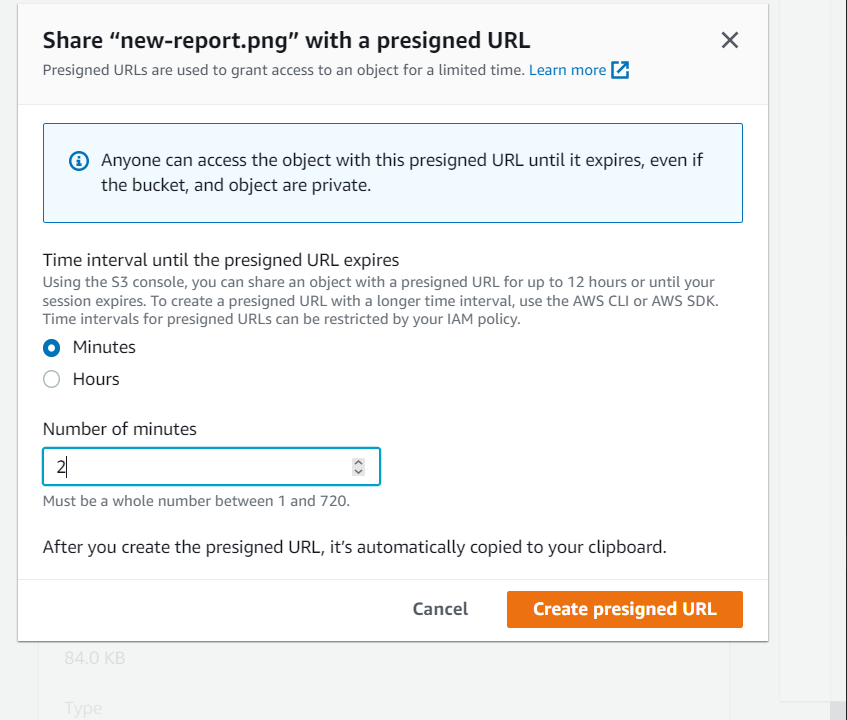 Share “new-report.png” with a presigned URL
Presigned URLs are used to grant access to an object for a limited time. Learn more
Anyone can access the object with this presigned URL until it expires, even if
the bucket, and object are private.
Time interval until the presigned URL expires
Using the S3 console, you can share an object with a presigned URL for up to 12 hours or until your
session expires. To create a presigned URL with a longer time interval, use the AWS CLI or AWS SDK.
Time intervals for presigned URLs can be restricted by your IAM policy.
Minutes
Hours
Number of minutes
2
Must be a whole number between 1 and 720.
After you create the presigned URL, it’s automatically copied to your clipboard.
Cancel
Create presigned URL
84.0 KB
Type